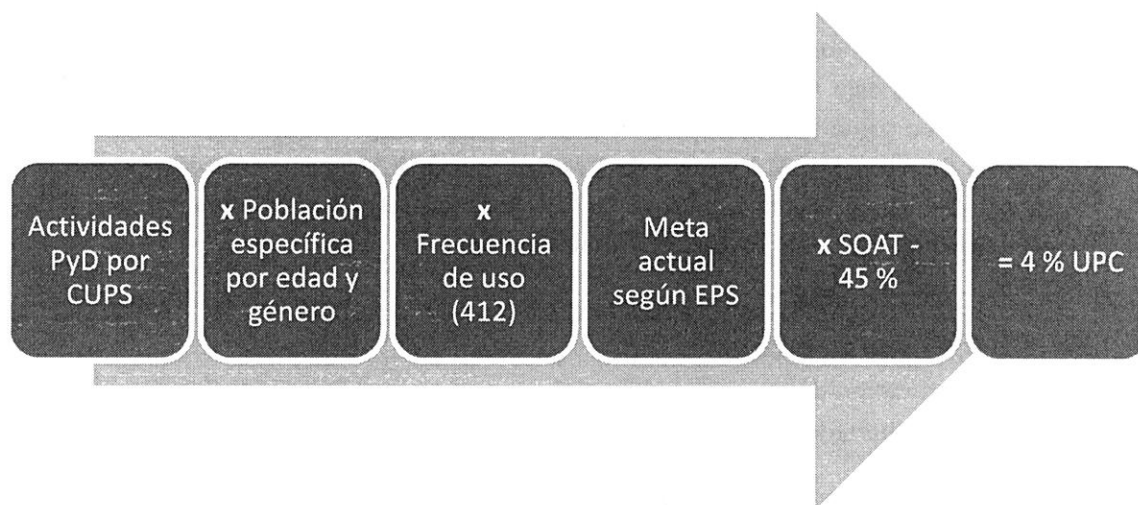 Actividades
PyD por
CUPS
x Población
específica
por edad y
género
x
Frecuencia
de uso
(412)
Meta
actual
según EPS
x SOAT -
45 %
= 4 % UPC